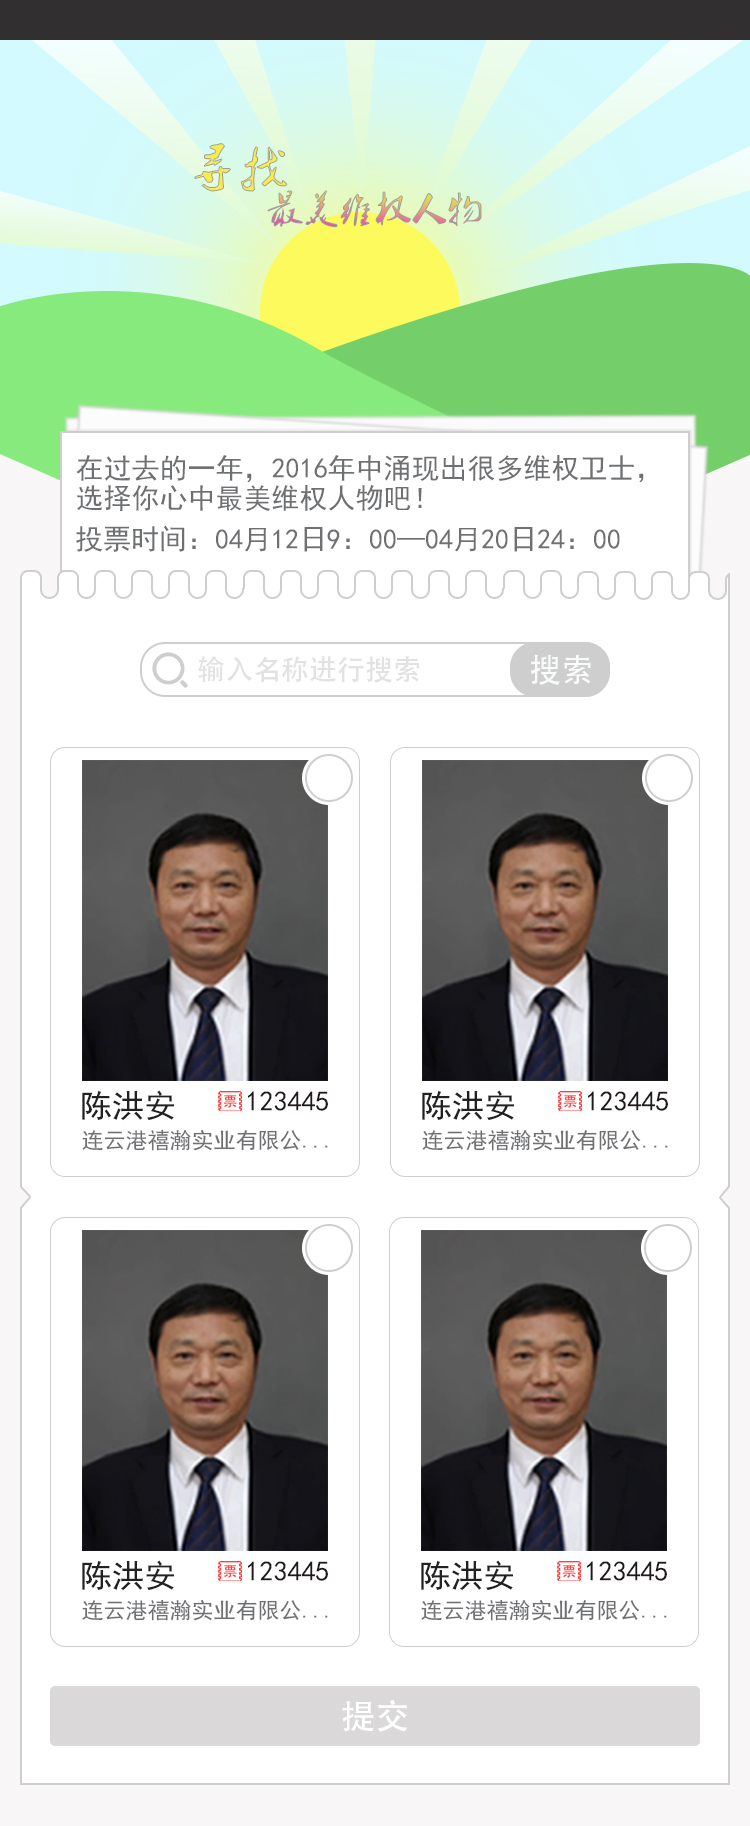 寻找
最美维权人物
在过去的一年，2016年中涌现出很多维权卫士，
选择你心中最美维权人物吧！
投票时间：04月12日9：00—04月20日24：00
输入名称进行搜索 搜索
陈洪安 票 123445 陈洪安 票 123445
连云港禧瀚实业有限公... 连云港禧瀚实业有限公...
陈洪安 票 123445 陈洪安 票 123445
连云港禧瀚实业有限公... 连云港禧瀚实业有限公...
提交